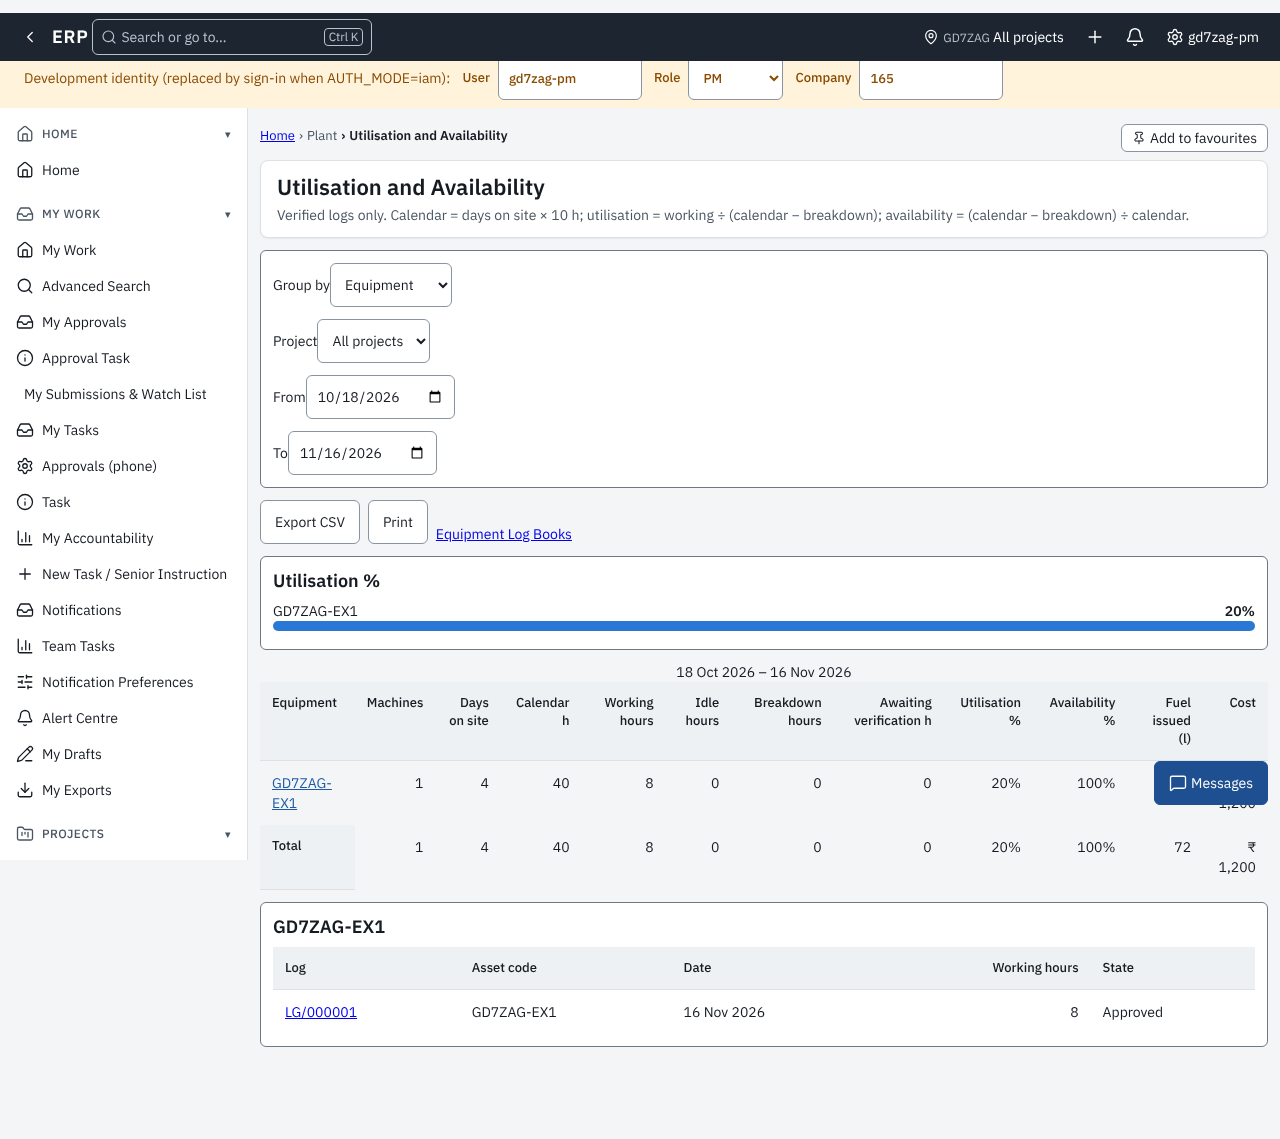 ERP
Search or go to...
Ctrl K
GD7ZAG All projects
gd7zag-pm
Development identity (replaced by sign-in when AUTH_MODE=iam): User gd7zag-pm Role PM Company 165
HOME
Home
MY WORK
My Work
Advanced Search
My Approvals
Approval Task
My Submissions & Watch List
My Tasks
Approvals (phone)
Task
My Accountability
New Task / Senior Instruction
Notifications
Team Tasks
Notification Preferences
Alert Centre
My Drafts
My Exports
PROJECTS
Home › Plant › Utilisation and Availability
Add to favourites
Utilisation and Availability
Verified logs only. Calendar = days on site × 10 h; utilisation = working ÷ (calendar − breakdown); availability = (calendar − breakdown) ÷ calendar.
Group by Equipment
Project All projects
From 10/18/2026
To 11/16/2026
Export CSV
Print
Equipment Log Books
Utilisation %
GD7ZAG-EX1 20%
18 Oct 2026 – 16 Nov 2026
Equipment Machines Days on site Calendar h Working hours Idle hours Breakdown hours Awaiting verification h Utilisation % Availability % Fuel issued (l) Cost
GD7ZAG-EX1 1 4 40 8 0 0 0 20% 100%
Messages
Total 1 4 40 8 0 0 0 20% 100% 72 ₹ 1,200
GD7ZAG-EX1
Log Asset code Date Working hours State
LG/000001 GD7ZAG-EX1 16 Nov 2026 8 Approved